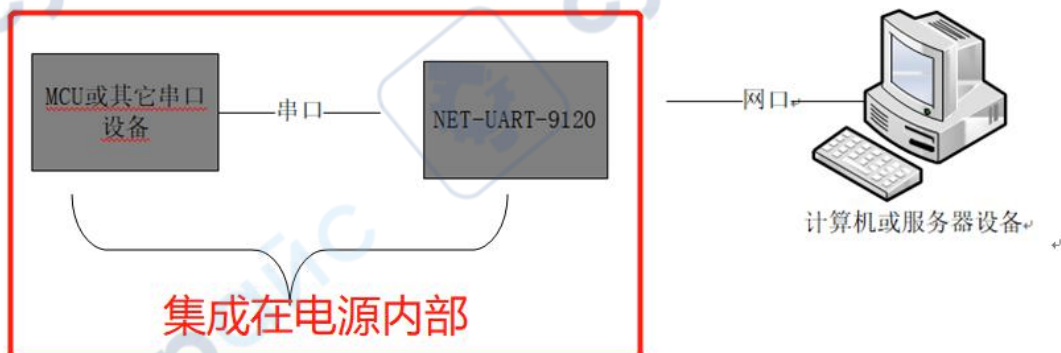 MCU或其它串口
设备
串口
NET-UART-9120
网口
计算机或服务器设备
集成在电源内部